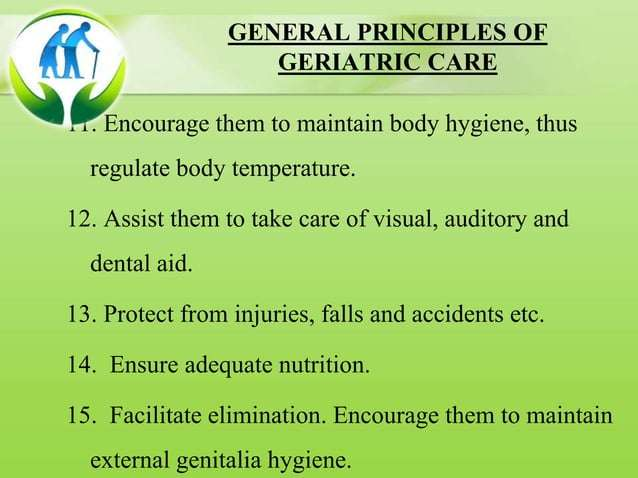 GENERAL PRINCIPLES OF
GERIATRIC CARE
11. Encourage them to maintain body hygiene, thus
regulate body temperature.
12. Assist them to take care of visual, auditory and
dental aid.
13. Protect from injuries, falls and accidents etc.
14. Ensure adequate nutrition.
15. Facilitate elimination. Encourage them to maintain
external genitalia hygiene.